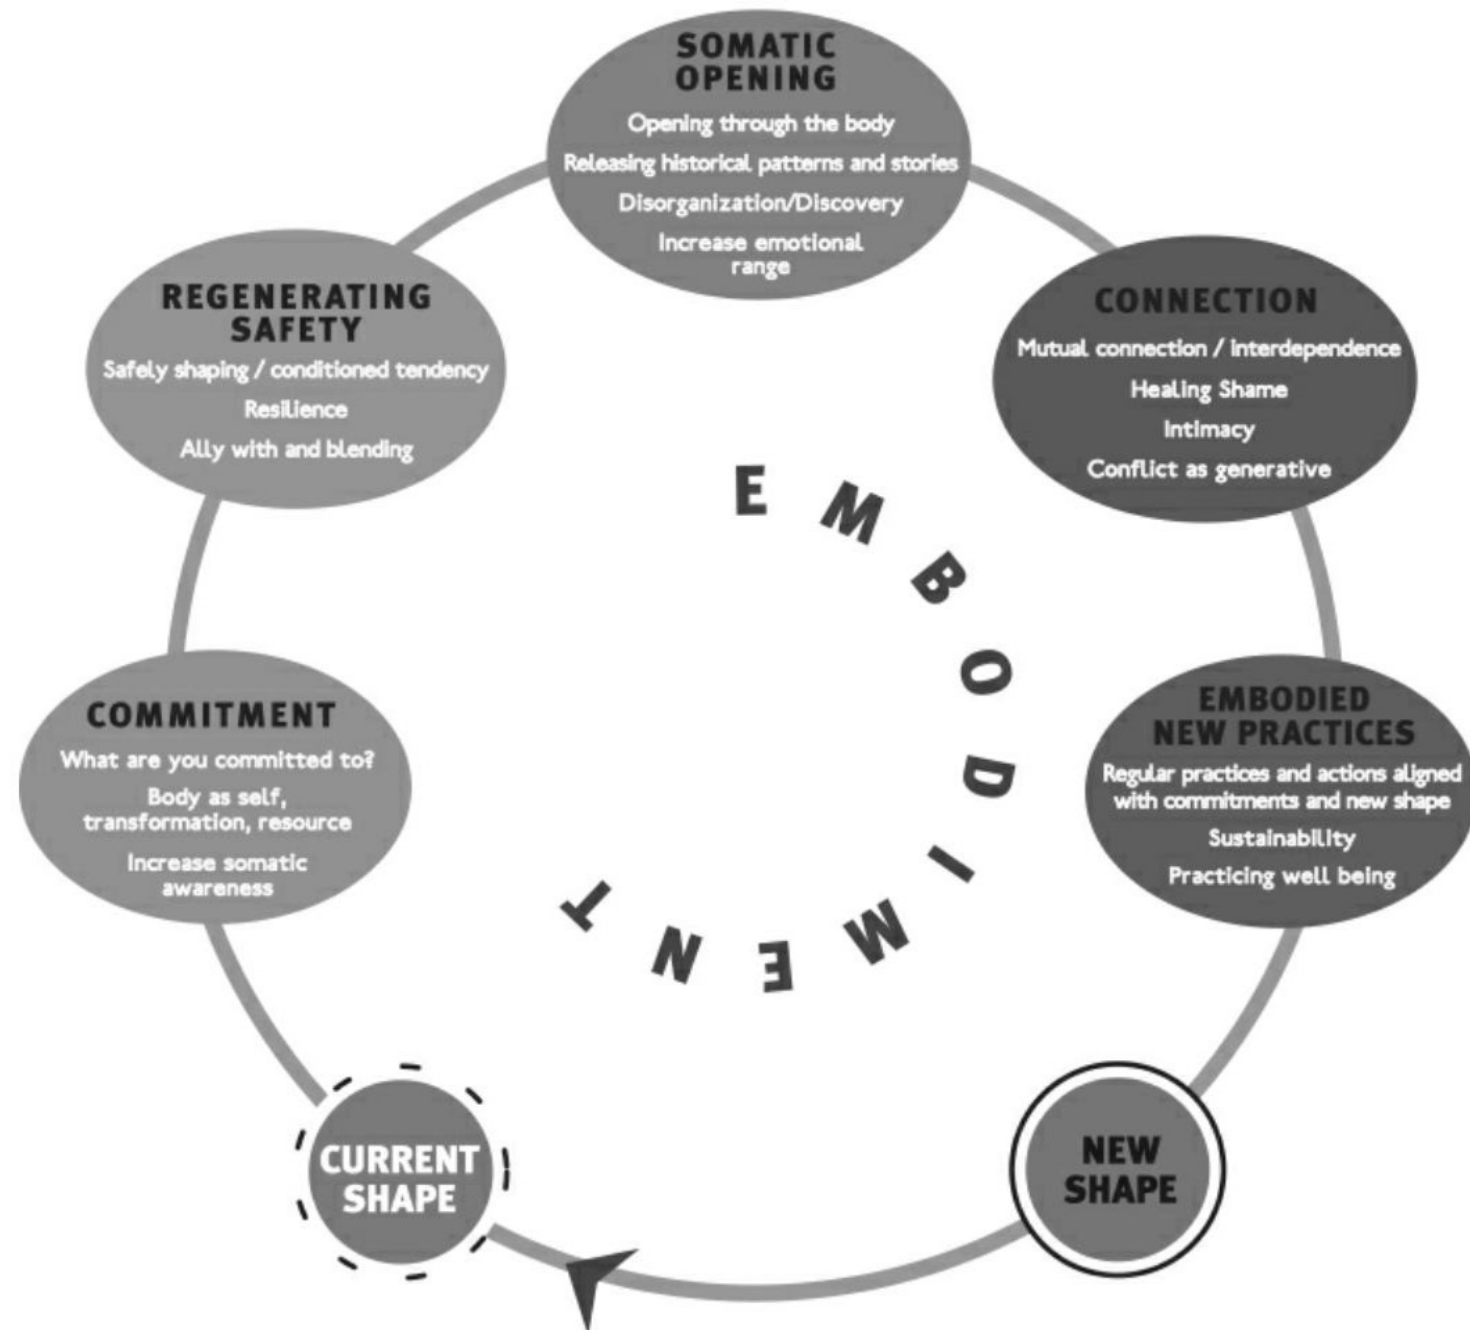 SOMATIC
OPENING
Opening through the body
Releasing historical patterns and stories
Disorganization/Discovery
Increase emotional
range
CONNECTION
Mutual connection / interdependence
Healing Shame
Intimacy
Conflict as generative
EMBODIED
NEW PRACTICES
Regular practices and actions aligned
with commitments and new shape
Sustainability
Practicing well being
NEW
SHAPE
CURRENT
SHAPE
COMMITMENT
What are you committed to?
Body as self,
transformation, resource
Increase somatic
awareness
REGENERATING
SAFETY
Safely shaping / conditioned tendency
Resilience
Ally with and blending
EMBODIMENT